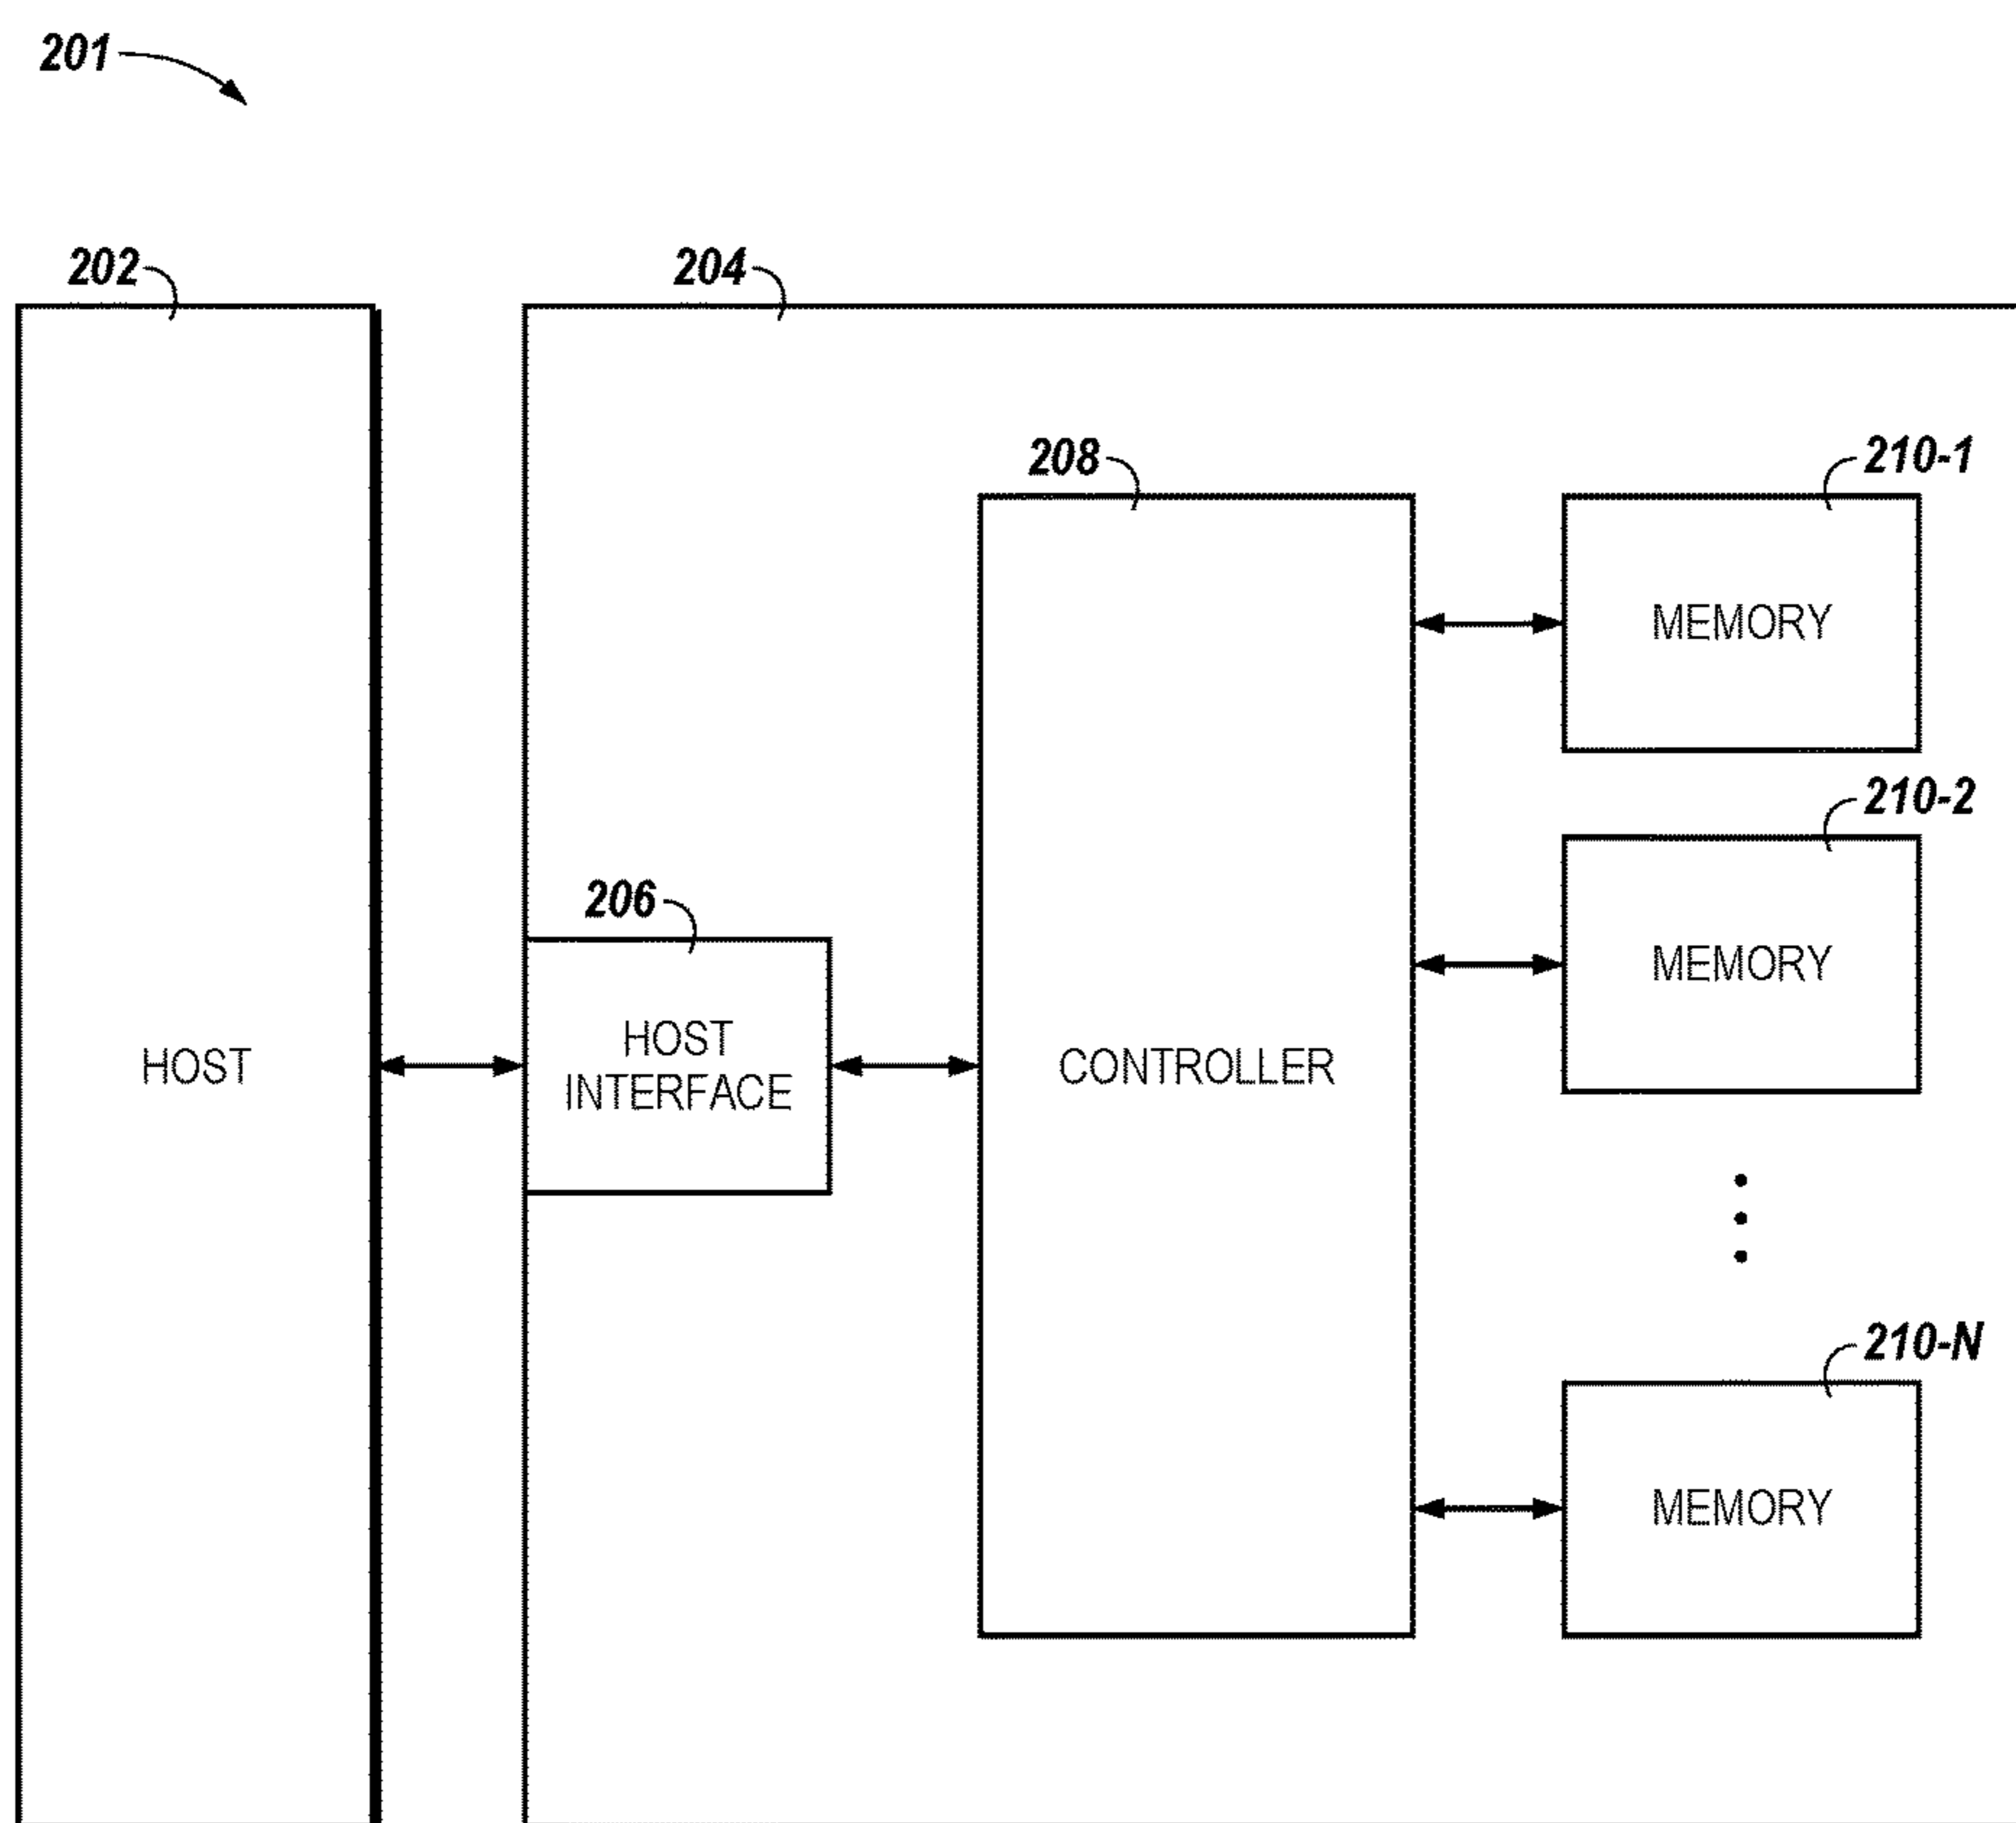 201
202
204
208
210-1
MEMORY
210-2
206
MEMORY
HOST
HOST
INTERFACE
CONTROLLER
210-N
MEMORY